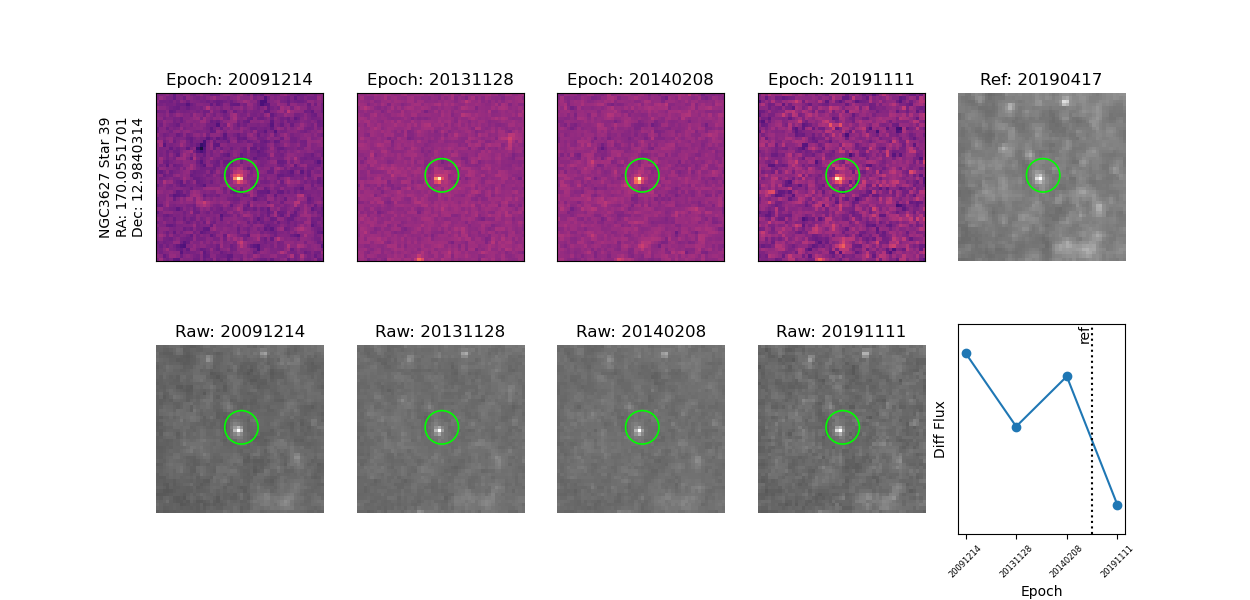 NGC3627 Star 39
RA: 170.0551701
Dec: 12.9840314
Epoch: 20091214
Epoch: 20131128
Epoch: 20140208
Epoch: 20191111
Ref: 20190417
Raw: 20091214
Raw: 20131128
Raw: 20140208
Raw: 20191111
Diff Flux
ref
20091214
20131128
20140208
20191111
Epoch